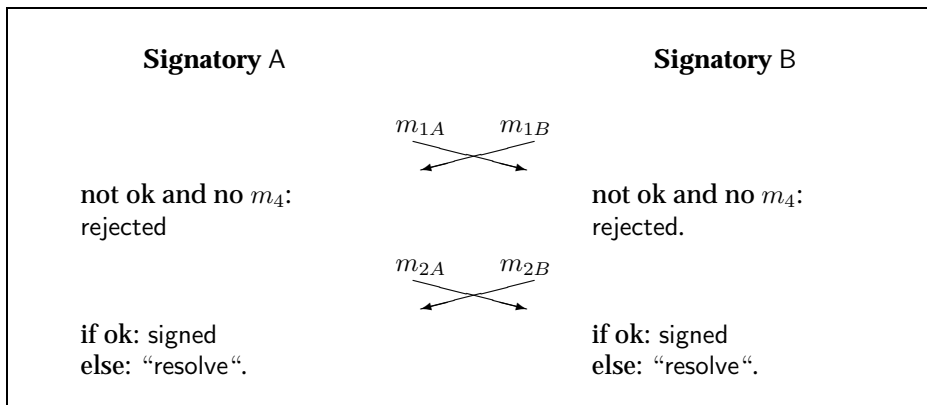 Signatory A Signatory B
m1A m1B
not ok and no m4: not ok and no m4:
rejected rejected.
m2A m2B
if ok: signed if ok: signed
else: “resolve“. else: “resolve“.